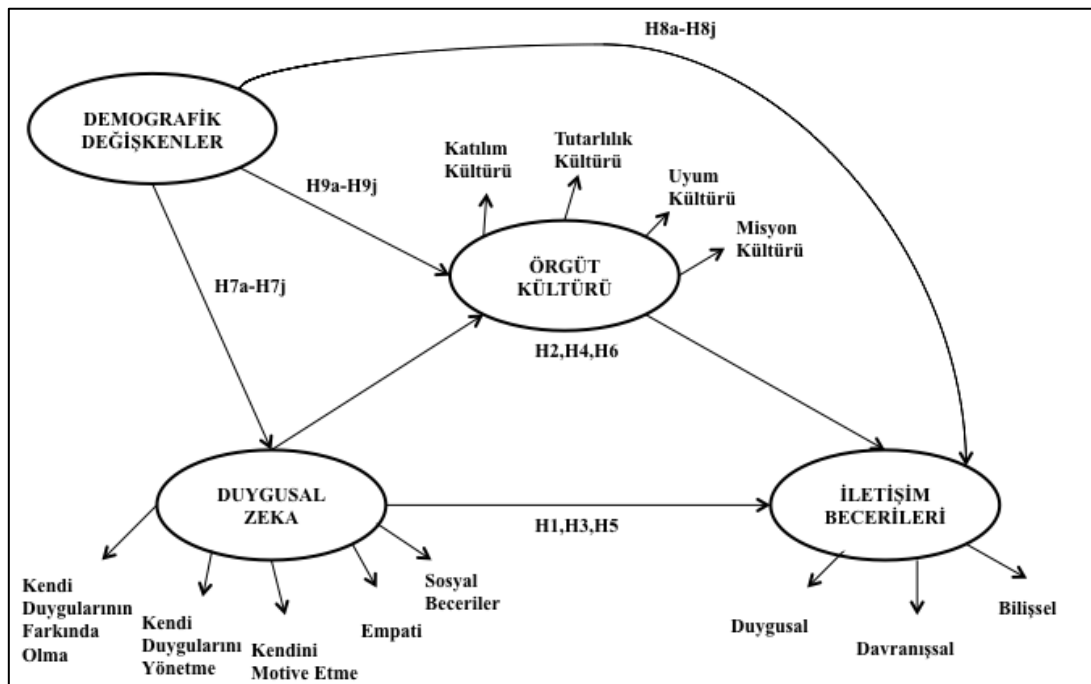 H8a-H8j
DEMOGRAFİK
DEĞİŞKENLER
Katılım
Kültürü
Tutarlılık
Kültürü
Uyum
Kültürü
Misyon
Kültürü
H9a-H9j
H7a-H7j
ÖRGÜT
KÜLTÜRÜ
H2,H4,H6
DUYGUSAL
ZEKA
H1,H3,H5
İLETİŞİM
BECERİLERİ
Kendi
Duygularının
Farkında
Olma
Kendi
Duygularını
Yönetme
Kendini
Motive Etme
Empati
Sosyal
Beceriler
Duygusal
Davranışsal
Bilişsel